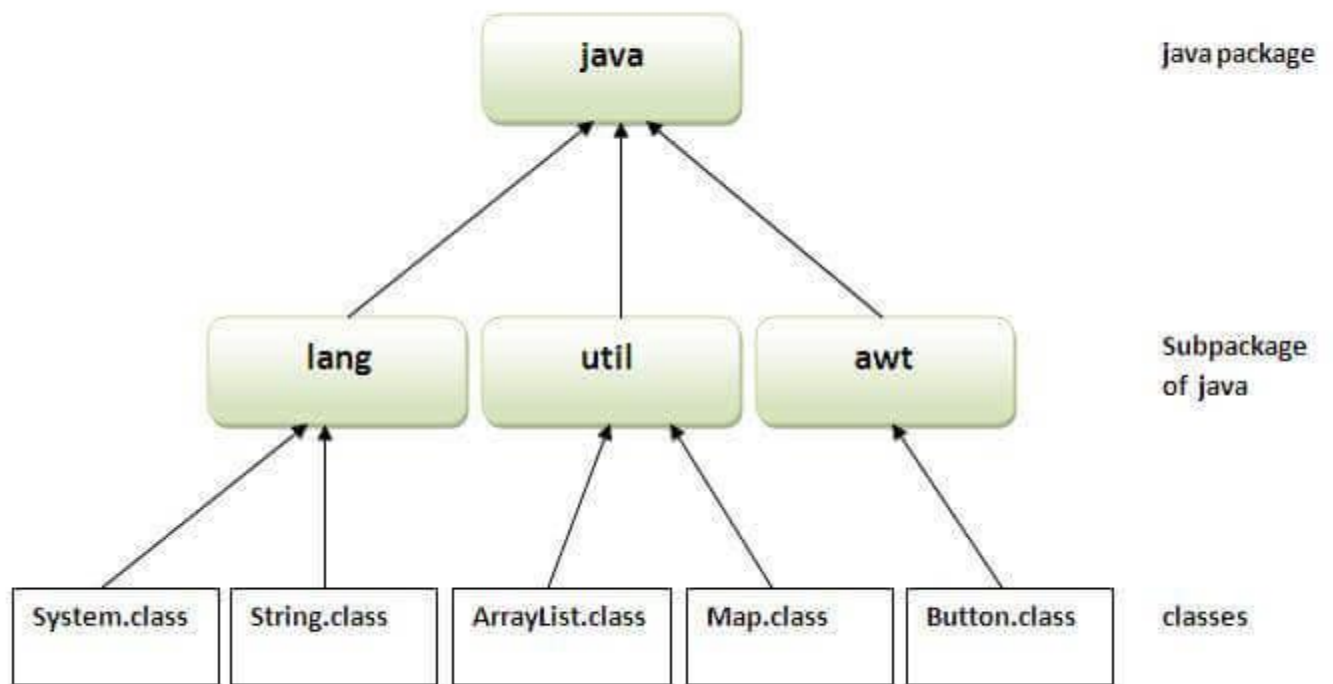 java
java package
lang
util
awt
Subpackage
of java
System.class
String.class
ArrayList.class
Map.class
Button.class
classes